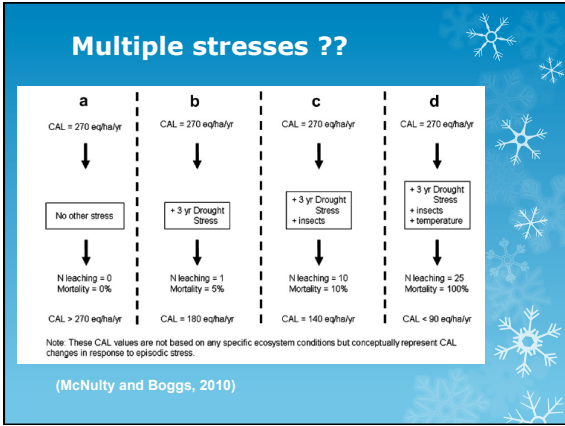 Multiple stresses ??
a
CAL = 270 eq/ha/yr
No other stress
N leaching = 0
Mortality = 0%
CAL > 270 eq/ha/yr
b
CAL = 270 eq/ha/yr
+ 3 yr Drought
Stress
N leaching = 1
Mortality = 5%
CAL = 180 eq/ha/yr
c
CAL = 270 eq/ha/yr
+ 3 yr Drought
Stress
+ insects
N leaching = 10
Mortality = 10%
CAL = 140 eq/ha/yr
d
CAL = 270 eq/ha/yr
+ 3 yr Drought
Stress
+ insects
+ temperature
N leaching = 25
Mortality = 100%
CAL < 90 eq/ha/yr
Note: These CAL values are not based on any specific ecosystem conditions but conceptually represent CAL
changes in response to episodic stress.
(McNulty and Boggs, 2010)